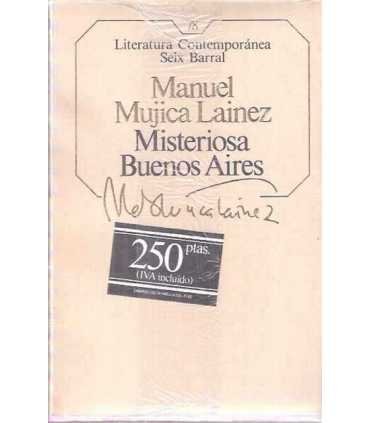 Literatura Contemporánea
Seix Barral
Manuel
Mujica Lainez
Misteriosa
Buenos Aires
250 ptas.
(IVA incluido)